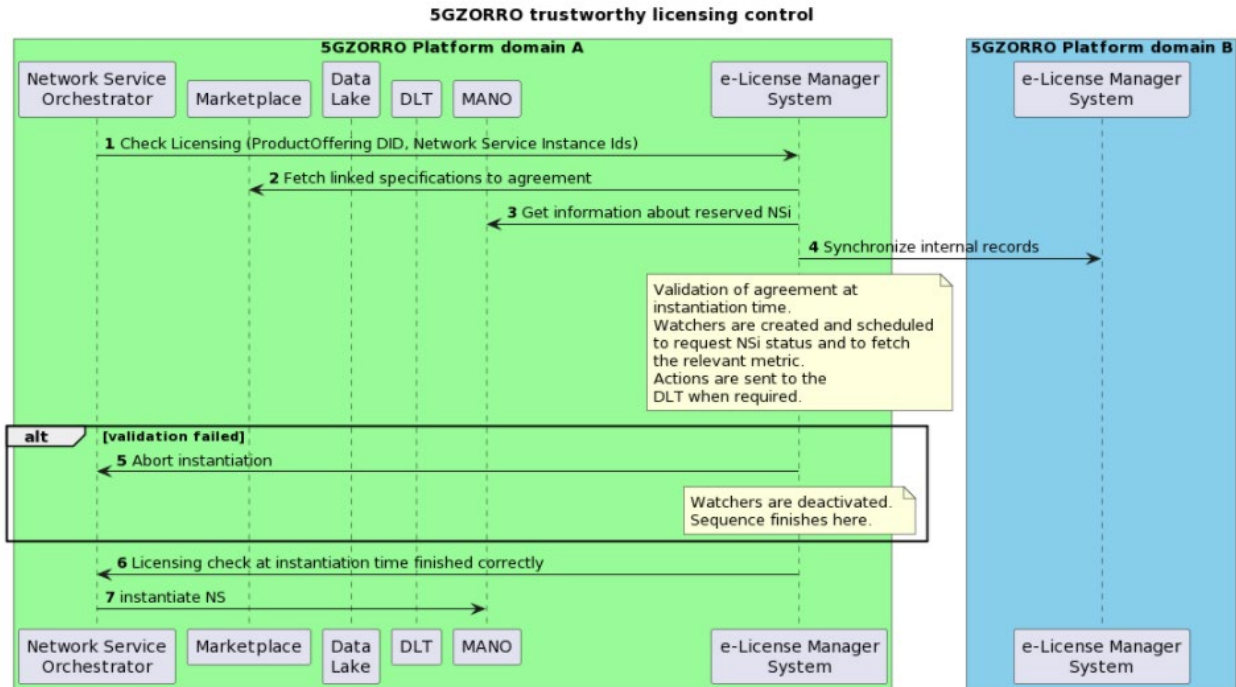 5GZORRO trustworthy licensing control
5GZORRO Platform domain A
5GZORRO Platform domain B
Network Service
Orchestrator
Marketplace
Data
Lake
DLT
MANO
e-License Manager
System
e-License Manager
System
1 Check Licensing (ProductOffering DID, Network Service Instance Ids)
2 Fetch linked specifications to agreement
3 Get information about reserved NSi
4 Synchronize internal records
Validation of agreement at
instantiation time.
Watchers are created and scheduled
to request NSi status and to fetch
the relevant metric.
Actions are sent to the
DLT when required.
alt
[validation failed]
5 Abort instantiation
Watchers are deactivated.
Sequence finishes here.
6 Licensing check at instantiation time finished correctly
7 instantiate NS
Network Service
Orchestrator
Marketplace
Data
Lake
DLT
MANO
e-License Manager
System
e-License Manager
System